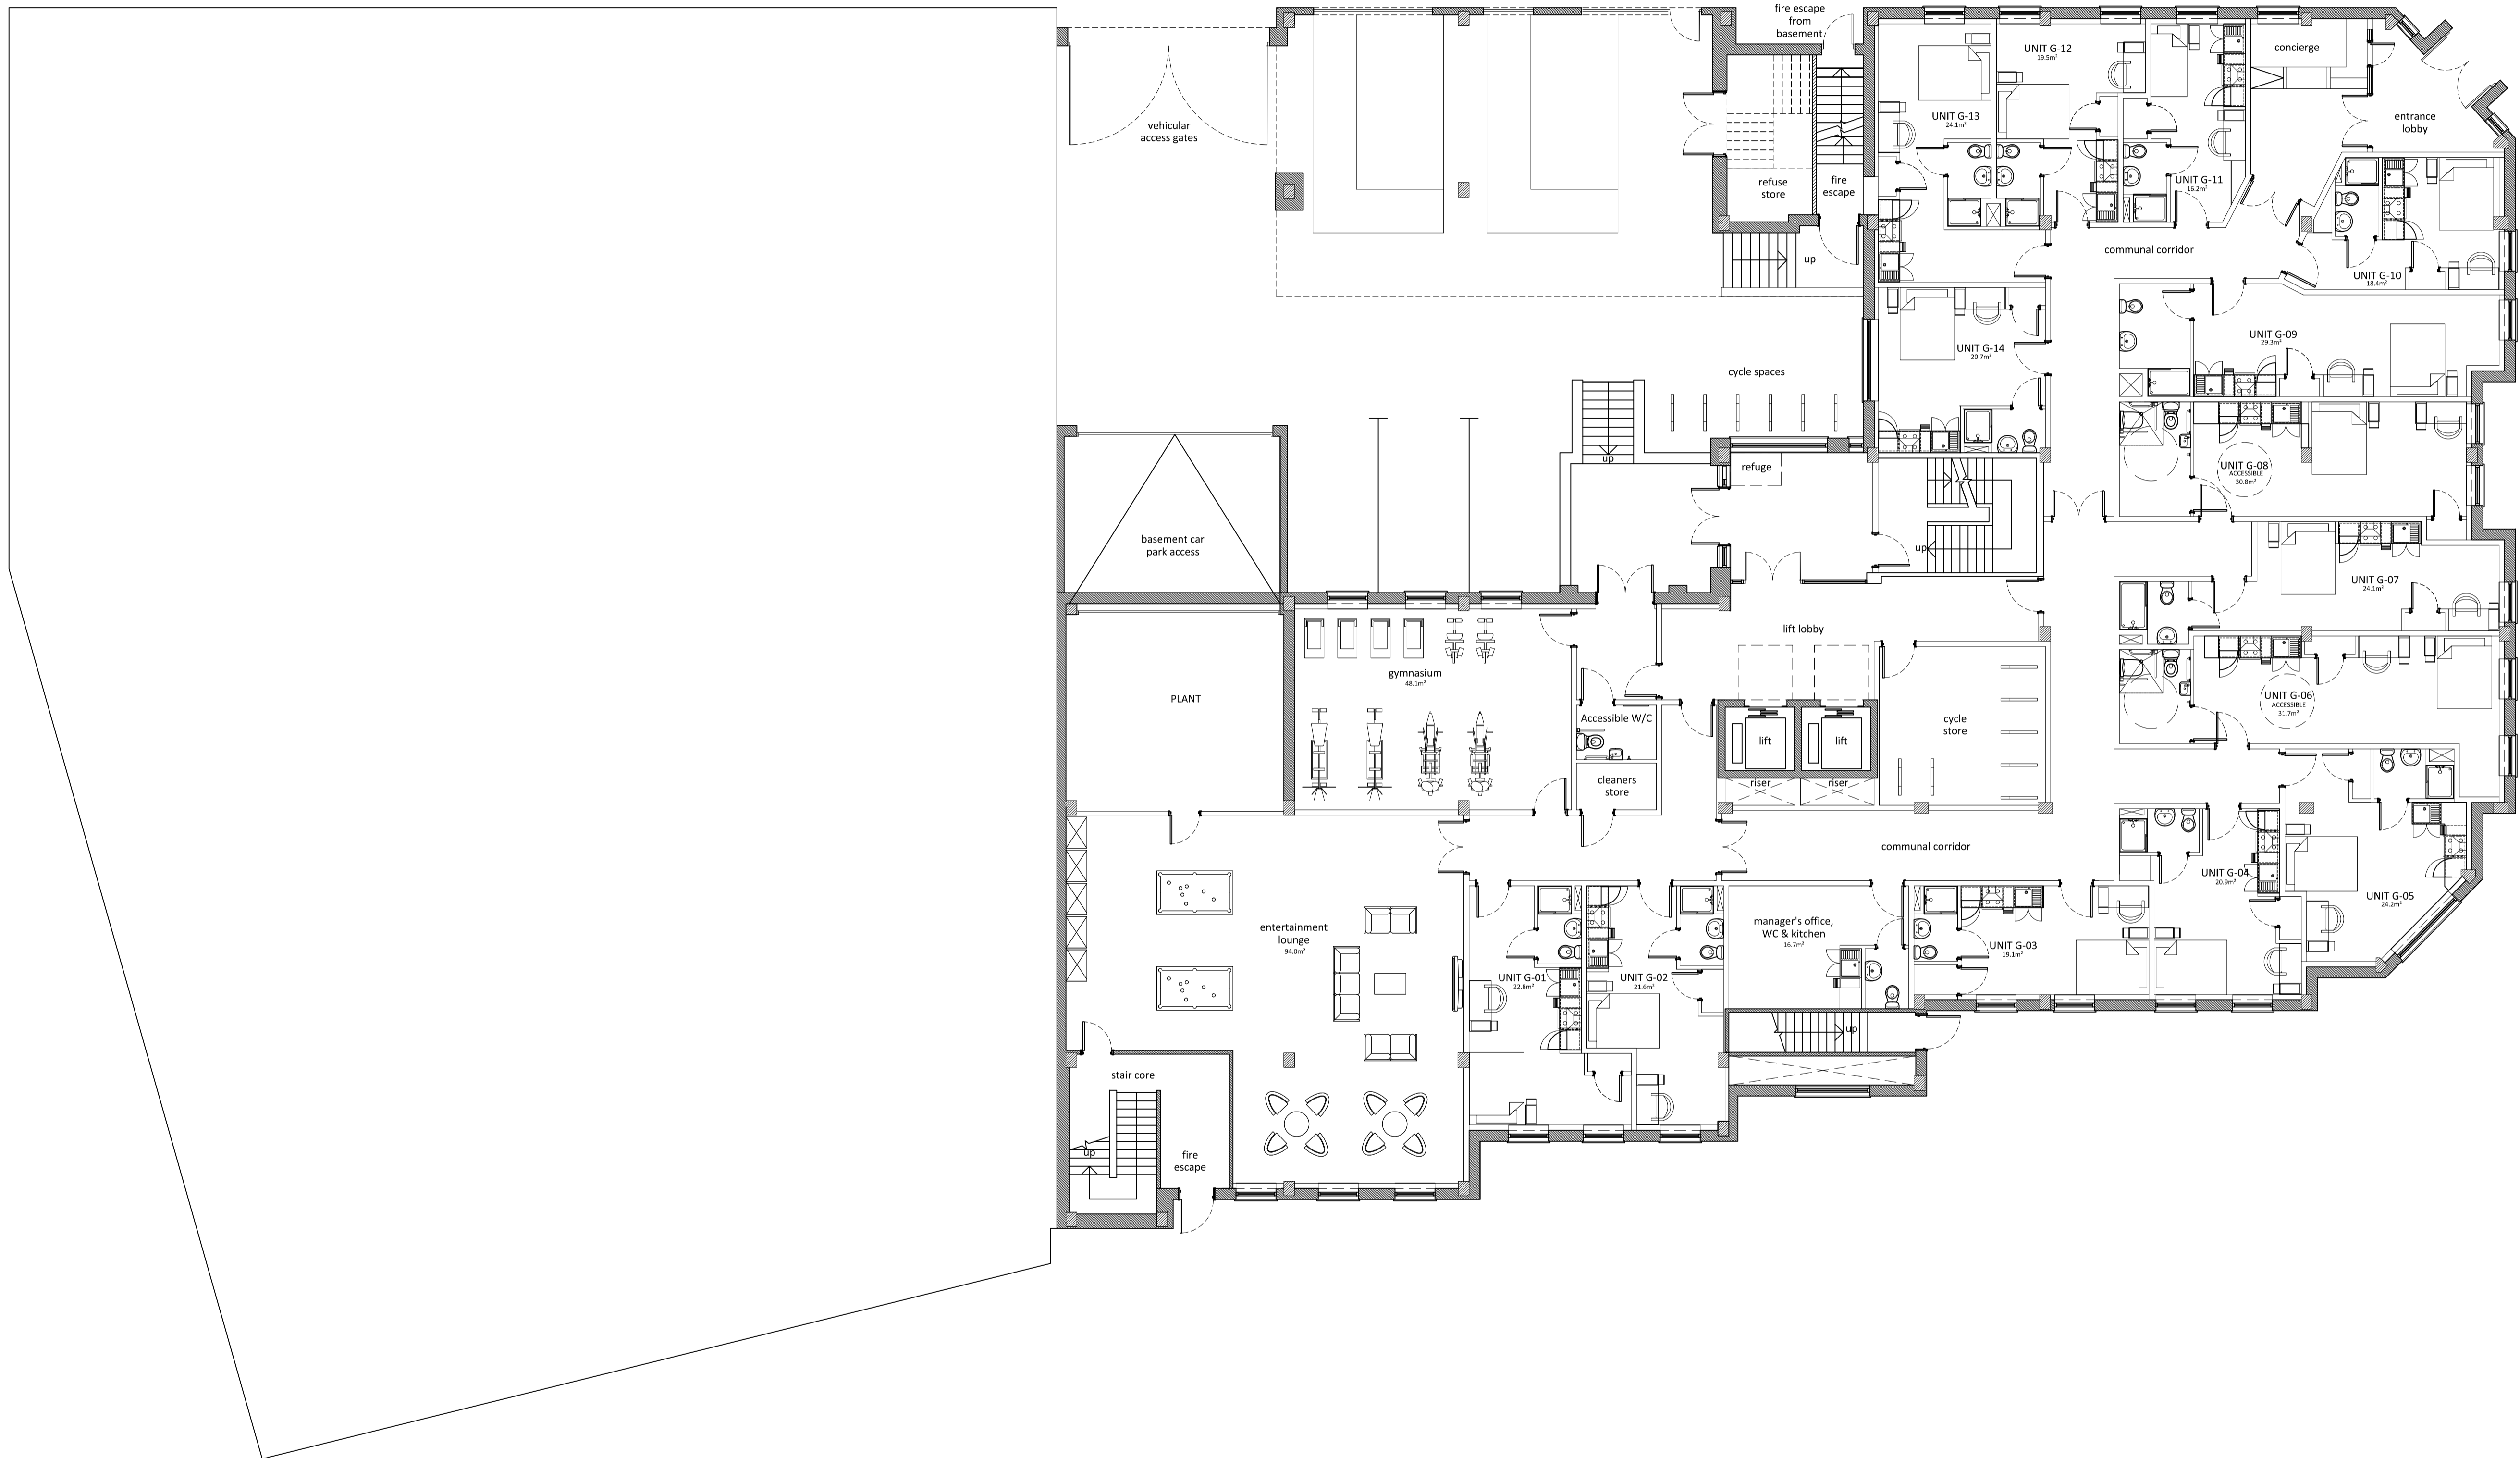 fire escape
from
basement
vehicular
access gates
UNIT G-12
19.5m²
concierge
UNIT G-13
24.1m²
entrance
lobby
refuse
store
fire
escape
UNIT G-11
16.2m²
up
communal corridor
UNIT G-10
18.4m²
UNIT G-09
29.3m²
UNIT G-14
20.7m²
cycle spaces
up
refuge
UNIT G-08
ACCESSIBLE
30.8m²
basement car
park access
up
UNIT G-07
24.1m²
lift lobby
gymnasium
48.1m²
PLANT
UNIT G-06
ACCESSIBLE
31.7m²
Accessible W/C
cycle
store
lift
lift
cleaners
store
riser
riser
communal corridor
UNIT G-04
20.9m²
UNIT G-05
24.2m²
entertainment
lounge
94.0m²
manager's office,
WC & kitchen
16.7m²
UNIT G-03
19.1m²
UNIT G-01
22.8m²
UNIT G-02
21.6m²
up
stair core
up
fire
escape